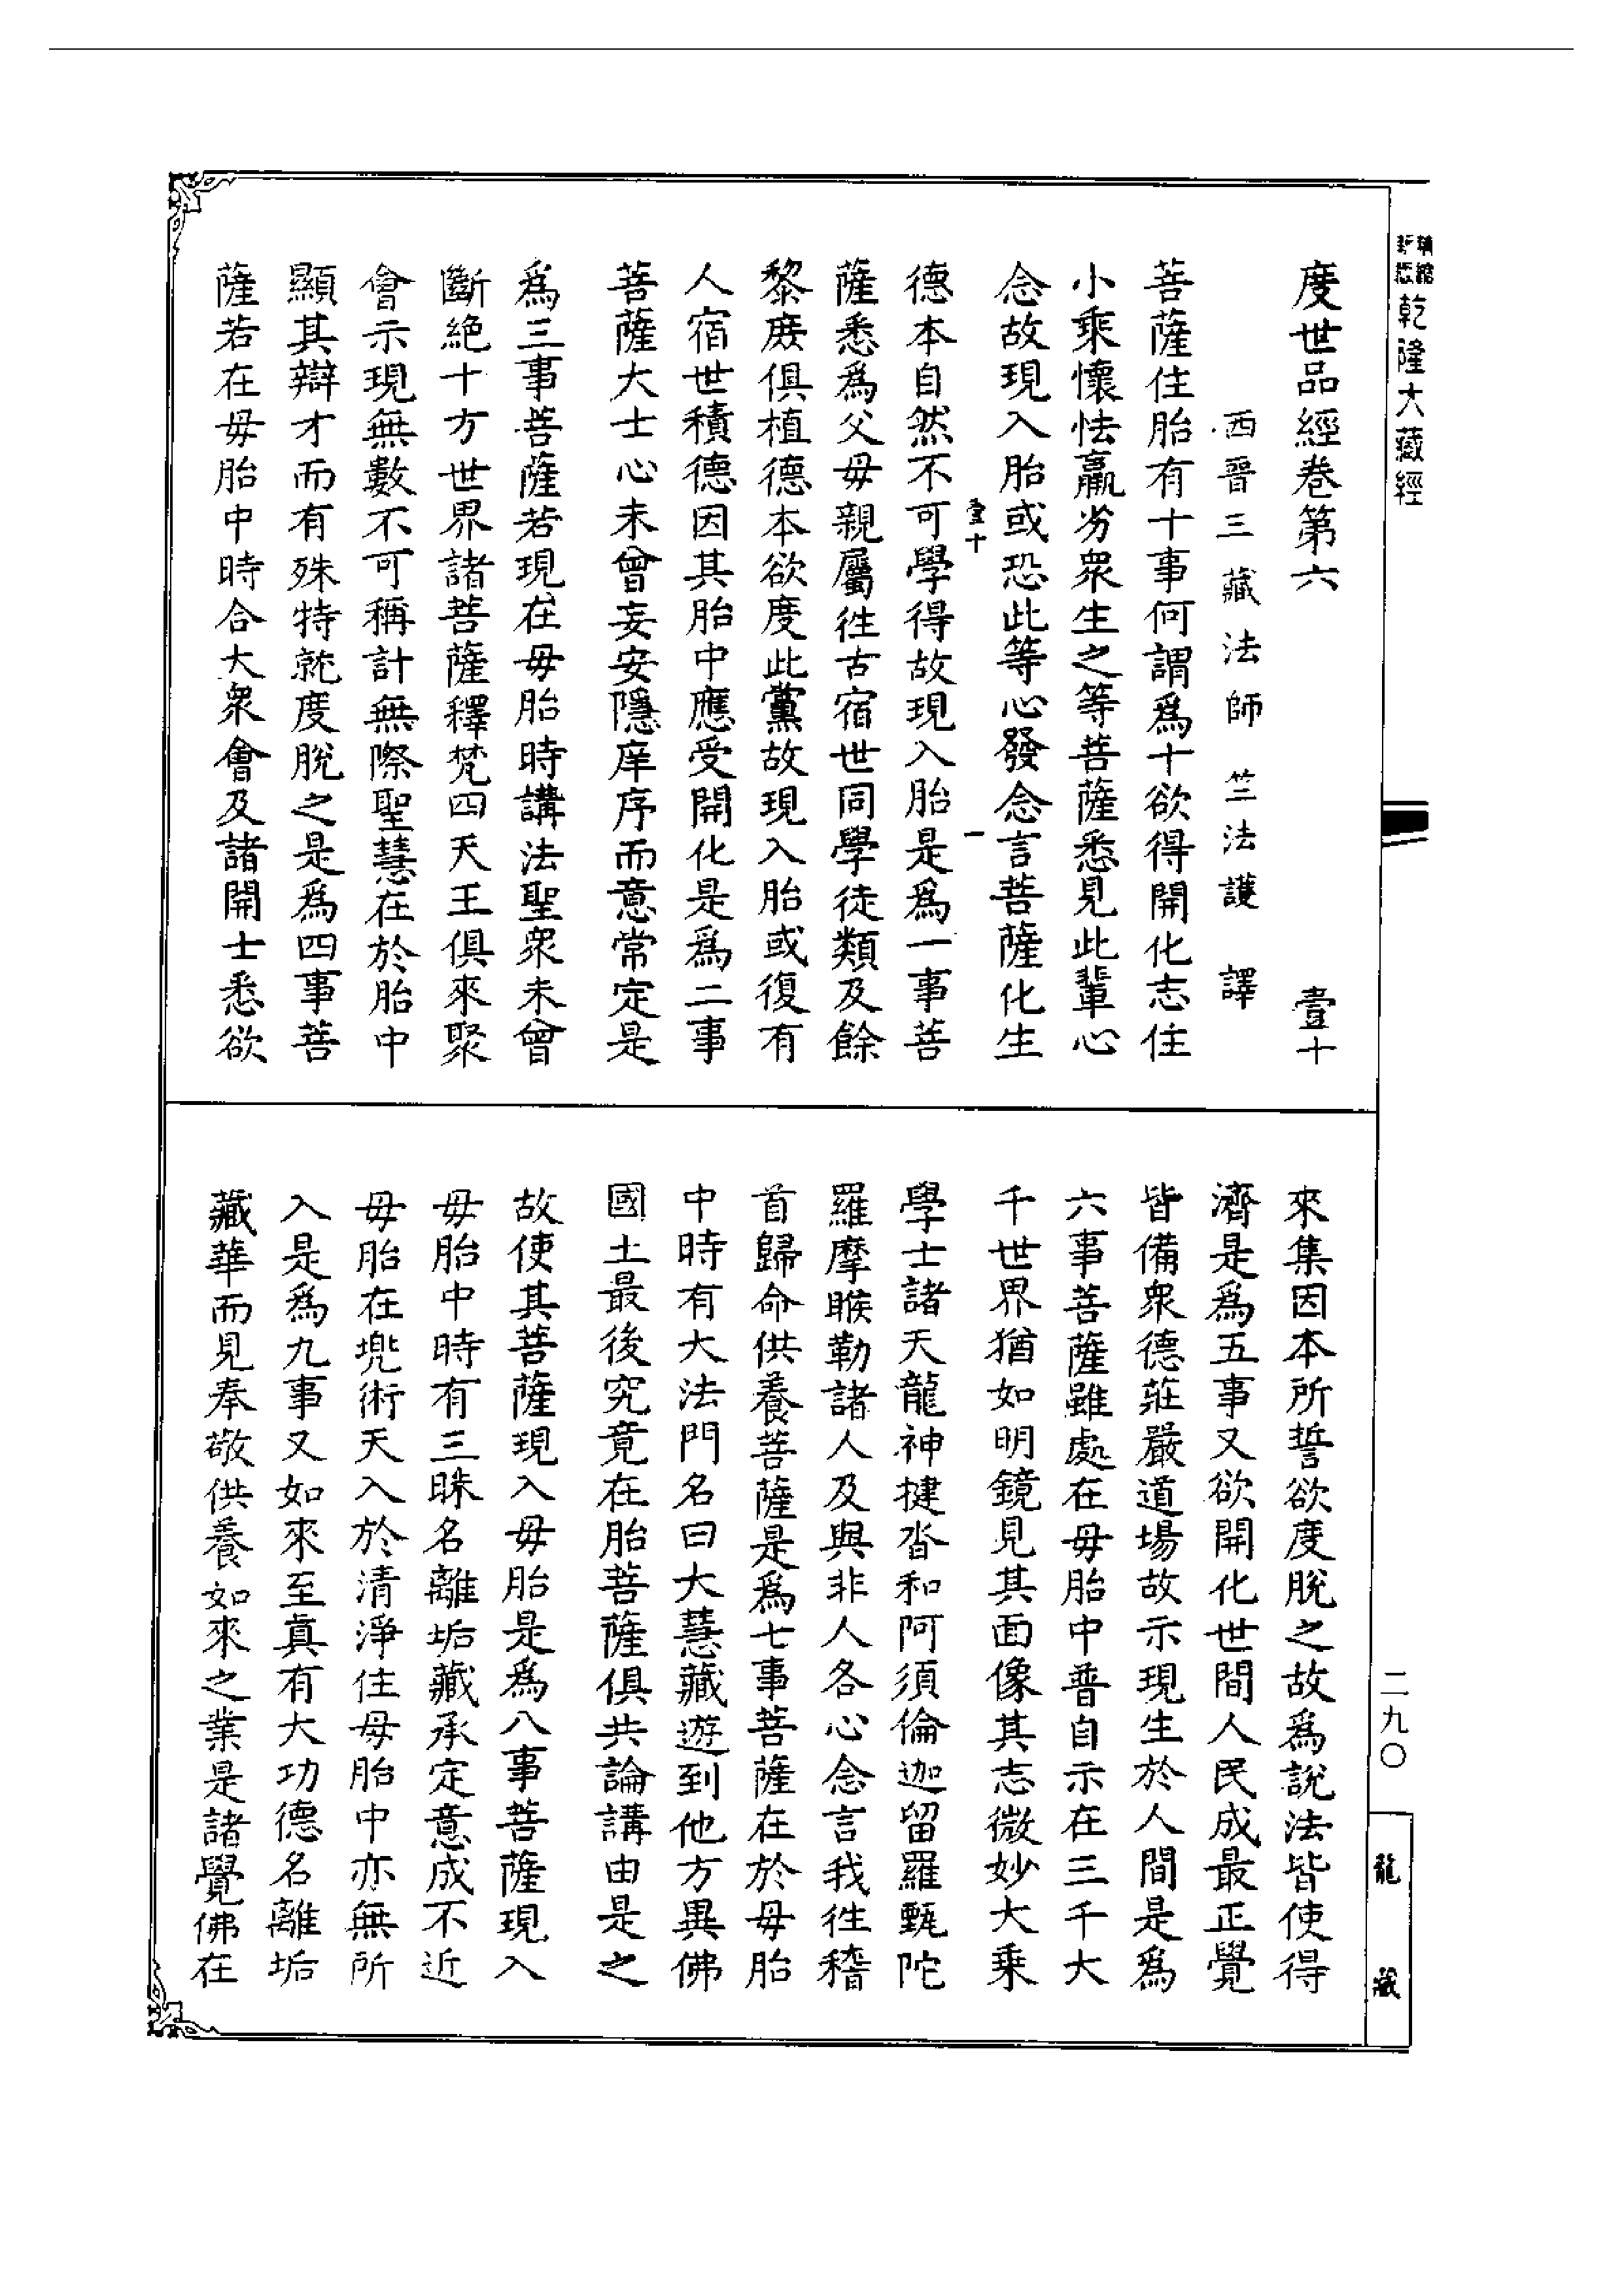 乾隆大藏經
度世品經卷第六　壹十
西晉三藏法師竺法護譯
菩薩住胎有十事何謂爲十欲得開化志住
小乘懷怯羸劣眾生之等菩薩悉見此輩心
念故現入胎或恐此等心發念言菩薩化生
壹十　一
德本自然不可學得故現入胎是爲一事菩
薩悉爲父母親屬徃古宿世同學徒類及餘
黎庶俱植德本欲度此黨故現入胎或復有
人宿世積德因其胎中應受開化是爲二事
菩薩大士心未曾妄安隱庠序而意常定是
爲三事菩薩若現在母胎時講法聖眾未曾
斷絕十方世界諸菩薩釋梵四天王俱來聚
會示現無數不可稱計無際聖慧在於胎中
顯其辯才而有殊特就度脫之是爲四事菩
薩若在母胎中時合大眾會及諸開士悉欲
來集因本所誓欲度脫之故爲說法皆使得
濟是爲五事又欲開化世間人民成最正覺
皆備眾德莊嚴道場故示現生於人間是爲
六事菩薩雖處在母胎中普自示在三千大
千世界猶如明鏡見其面像其志微妙大乘
學士諸天龍神揵沓和阿須倫迦留羅甄陀
羅摩睺勒諸人及與非人各心念言我徃稽
首歸命供養菩薩是爲七事菩薩在於母胎
中時有大法門名曰大慧藏遊到他方異佛
國土最後究竟在胎菩薩俱共論講由是之
故使其菩薩現入母胎是爲八事菩薩現入
母胎中時有三昧名離垢藏承定意成不近
母胎在兠術天入於清淨住母胎中亦無所
入是爲九事又如來至真有大功德名離垢
藏華而見奉敬供養如來之業是諸覺佛在
二九〇
龍藏